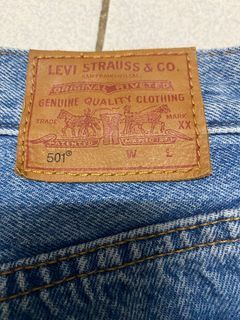 LEVI STRAUSS & CO.
SAN FRANCISCO, CAL.
ORIGINAL RIVETED
GENUINE QUALITY CLOTHING
TRADE MARK
XX
501® W L